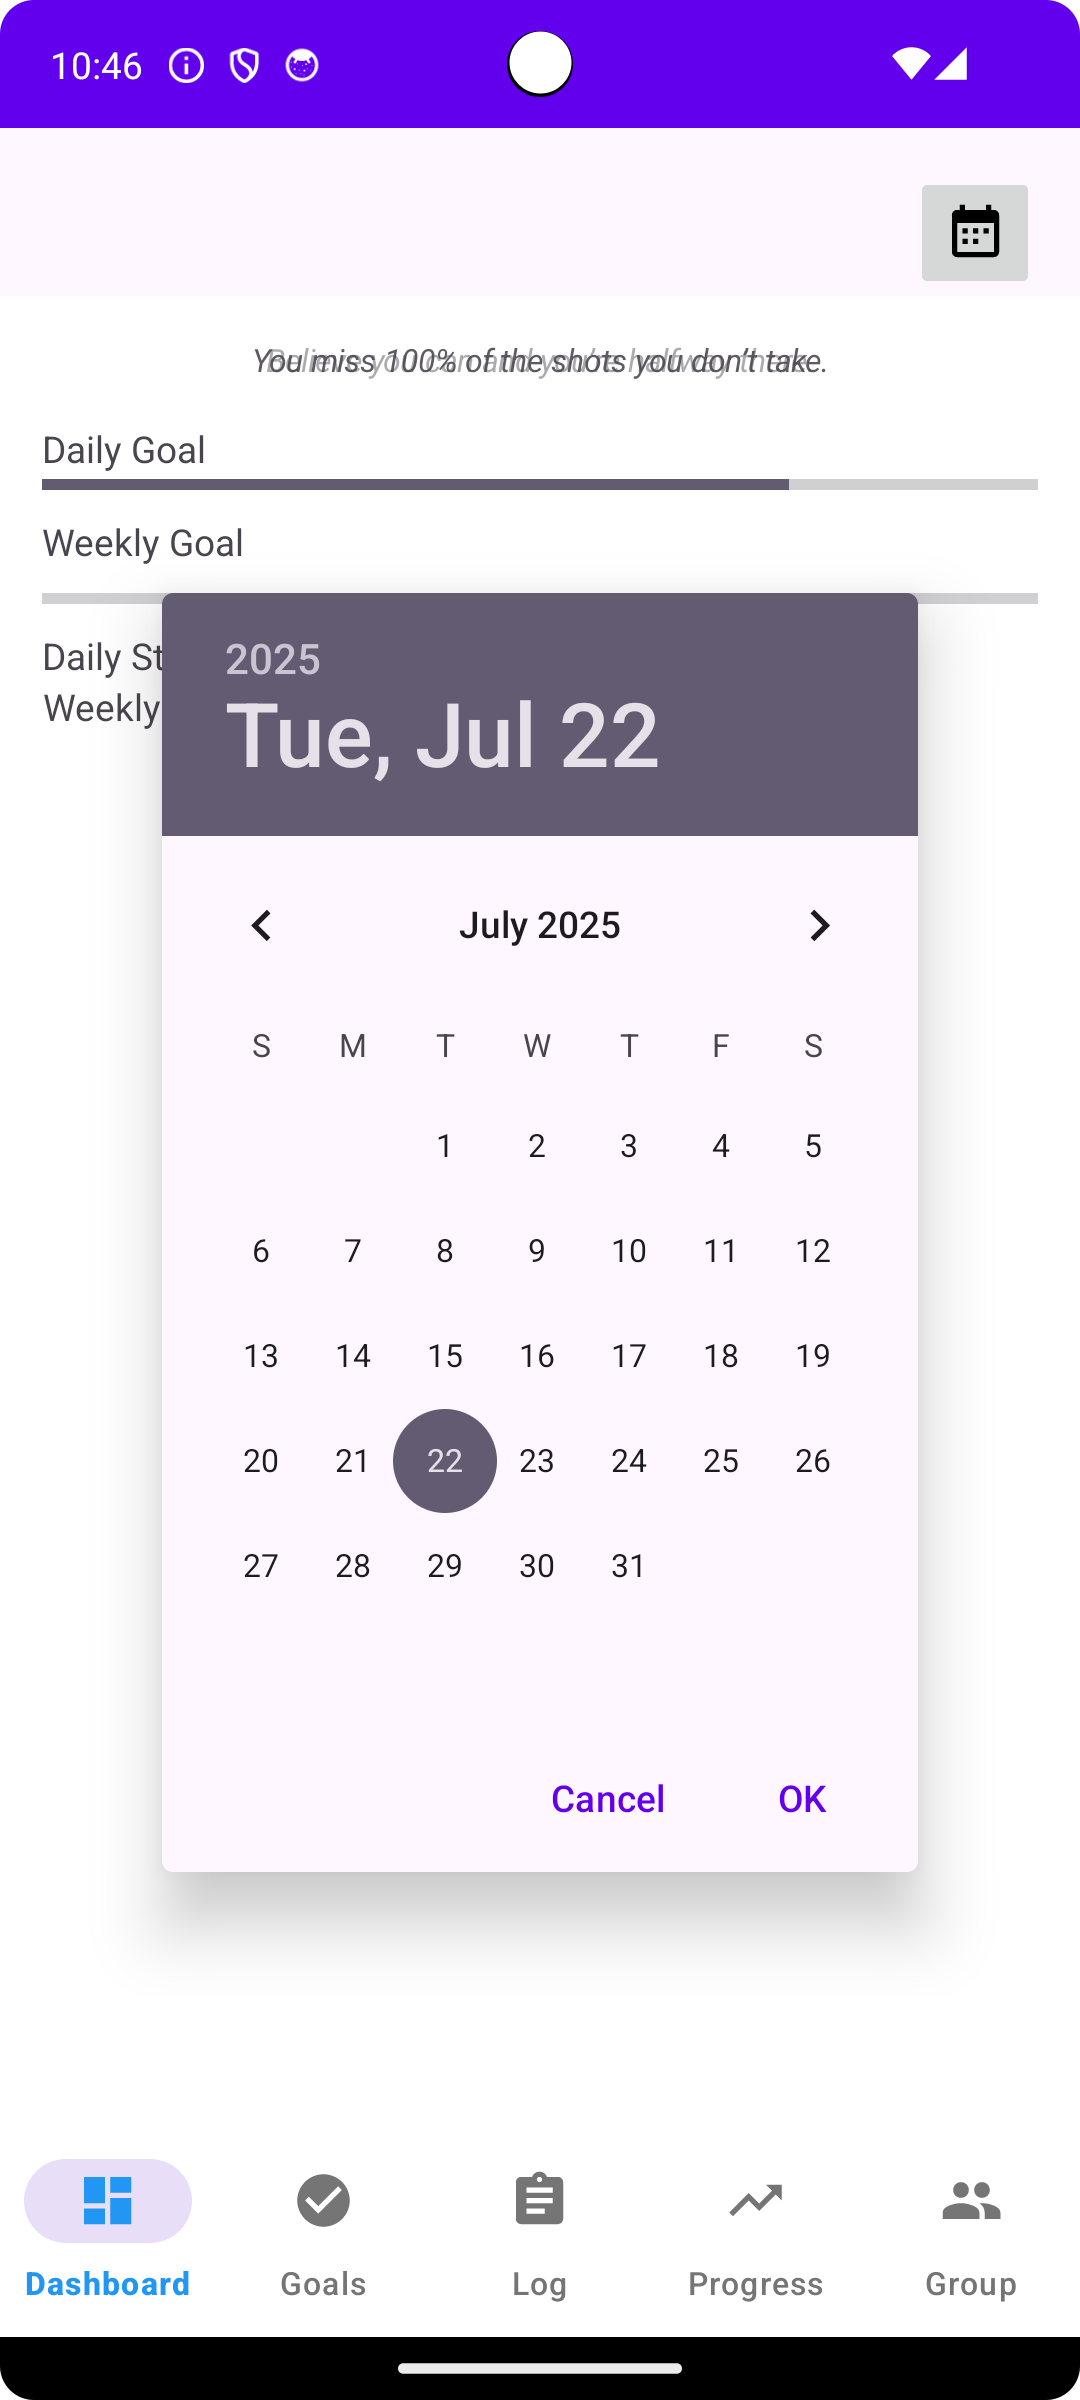 10:46
You miss 100% of the shots you don't take.
Daily Goal
Weekly Goal
Daily St
Weekly
2025
Tue, Jul 22
July 2025
S M T W T F S
1 2 3 4 5
6 7 8 9 10 11 12
13 14 15 16 17 18 19
20 21 22 23 24 25 26
27 28 29 30 31
Cancel OK
Dashboard Goals Log Progress Group